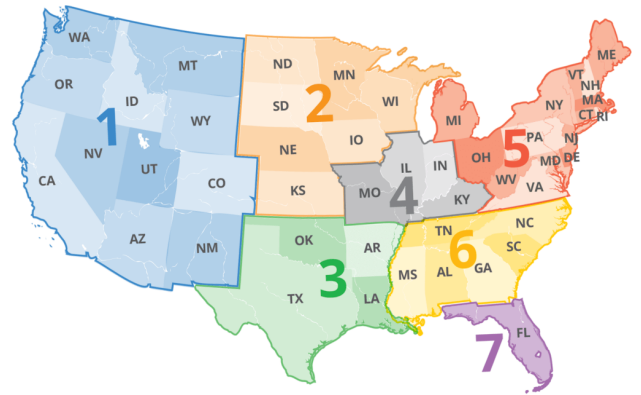 WA
MT
ND
MN
ME
OR
ID
SD
WI
VT
NH
WY
2
NY
MA
1
MI
CT
RI
NV
NE
IO
5
PA
NJ
UT
OH
MD
DE
CA
CO
KS
MO
IL
IN
WV
VA
4
KY
AZ
NM
OK
AR
TN
NC
6
SC
3
MS
AL
GA
TX
LA
7
FL